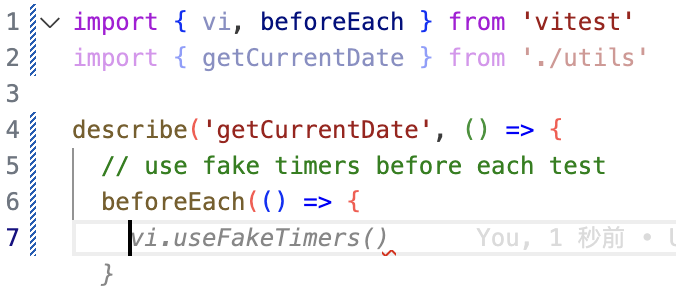 1 import { vi, beforeEach } from 'vitest'
2 import { getCurrentDate } from './utils'
3
4 describe('getCurrentDate', () => {
5 // use fake timers before each test
6 beforeEach(() => {
7 vi.useFakeTimers() You, 1 秒前 •
}